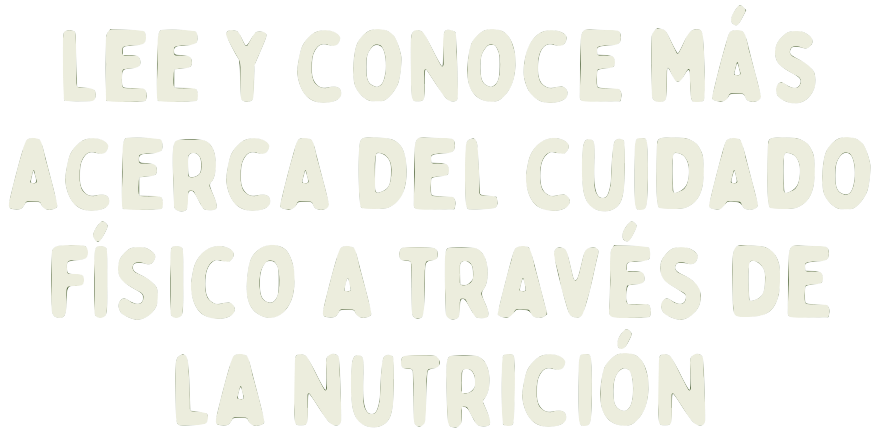 LEE Y CONOCE MÁS
ACERCA DEL CUIDADO
FÍSICO A TRAVÉS DE
LA NUTRICIÓN